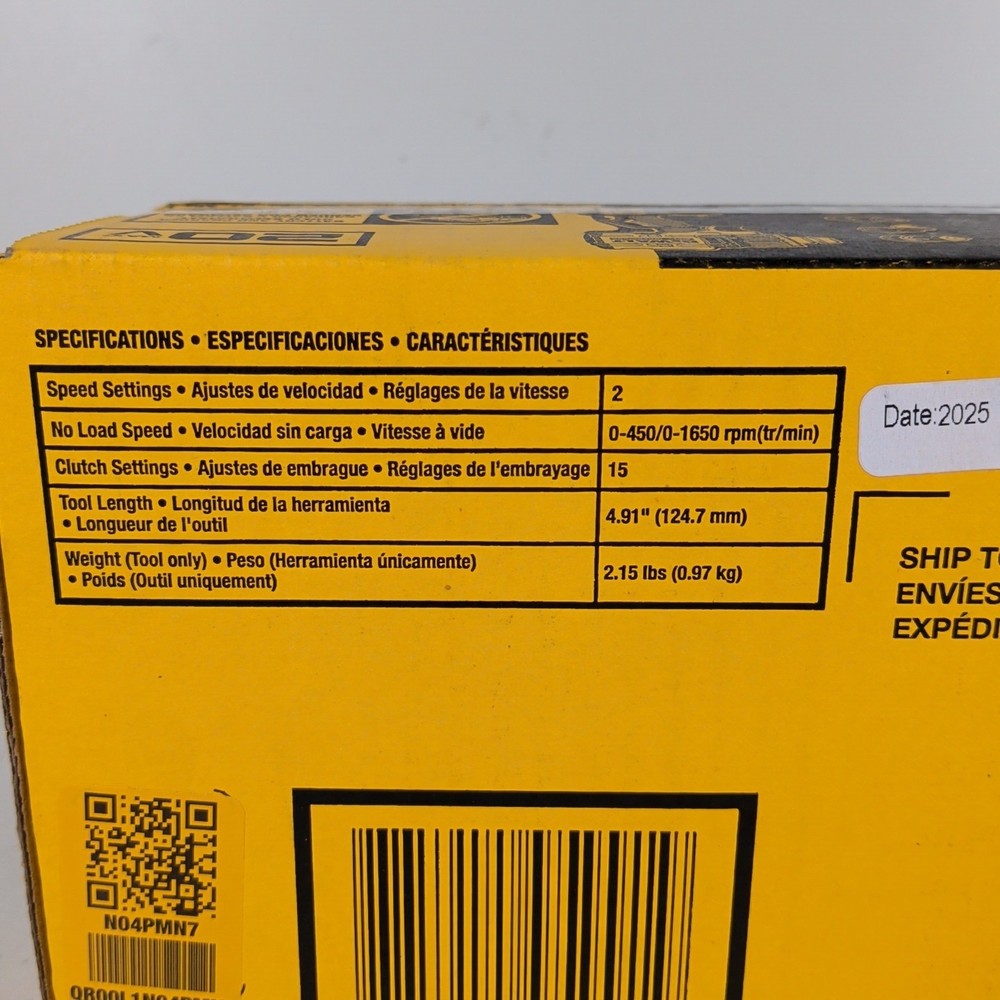 20V
SPECIFICATIONS • ESPECIFICACIONES • CARACTÉRISTIQUES
Speed Settings • Ajustes de velocidad • Réglages de la vitesse 2
No Load Speed • Velocidad sin carga • Vitesse à vide 0-450/0-1650 rpm(tr/min)
Clutch Settings • Ajustes de embrague • Réglages de l'embrayage 15
Tool Length • Longitud de la herramienta
• Longueur de l'outil 4.91" (124.7 mm)
Weight (Tool only) • Peso (Herramienta únicamente)
• Poids (Outil uniquement) 2.15 lbs (0.97 kg)
Date:2025
SHIP
ENVÍES
N04PMN7